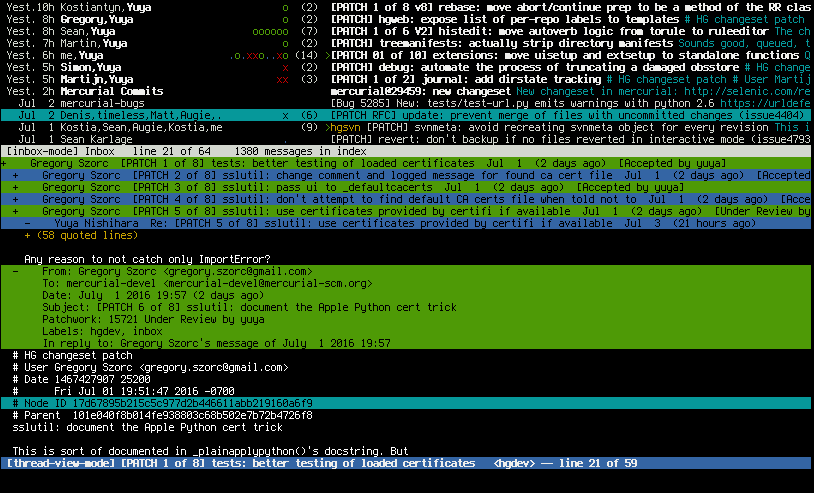 Yest.10h Kostiantyn,Yuya o (2) [PATCH 1 of 8 v8] rebase: move abort/continue prep to be a method of the RR clas
Yest. 8h Gregory,Yuya o (2) [PATCH] hgweb: expose list of per-repo labels to templates # HG changeset patch
Yest. 8h Sean,Yuya oooooo (7) [PATCH 1 of 6 V2] histedit: move autoverb logic from torule to ruleeditor The ch
Yest. 7h Martin,Yuya o (2) [PATCH] treemanifests: actually strip directory manifests Sounds good, queued, t
Yest. 6h me,Yuya .o.xxo..xo (14) >[PATCH 01 of 10] extensions: move uisetup and extsetup to standalone functions Q
Yest. 5h Simon,Yuya x (2) [PATCH] debug: automate the process of truncating a damaged obsstore # HG change
Yest. 5h Martijn,Yuya xx (3) [PATCH 1 of 2] journal: add dirstate tracking # HG changeset patch # User Martij
Yest. 2h Mercurial Commits mercurial@29459: new changeset New changeset in mercurial: http://selenic.com/re
Jul 2 mercurial-bugs [Bug 5285] New: tests/test-url.py emits warnings with python 2.6 https://urldefe
Jul 2 Denis,timeless,Matt,Augie,. x (6) [PATCH RFC] update: prevent merge of files with uncommitted changes (issue4404)
Jul 1 Kostia,Sean,Augie,Kostia,me (9) >hgsvn [PATCH] svnmeta: avoid recreating svnmeta object for every revision This i
Jul 1 Sean Karlage . [PATCH] revert: don't backup if no files reverted in interactive mode (issue4793
[inbox-mode] Inbox line 21 of 64 1380 messages in index
+ Gregory Szorc [PATCH 1 of 8] tests: better testing of loaded certificates Jul 1 (2 days ago) [Accepted by yuya]
+ Gregory Szorc [PATCH 2 of 8] sslutil: change comment and logged message for found ca cert file Jul 1 (2 days ago) [Accepted
+ Gregory Szorc [PATCH 3 of 8] sslutil: pass ui to _defaultcacerts Jul 1 (2 days ago) [Accepted by yuya]
+ Gregory Szorc [PATCH 4 of 8] sslutil: don't attempt to find default CA certs file when told not to Jul 1 (2 days ago) [Acce
+ Gregory Szorc [PATCH 5 of 8] sslutil: use certificates provided by certifi if available Jul 1 (2 days ago) [Under Review by
- Yuya Nishihara Re: [PATCH 5 of 8] sslutil: use certificates provided by certifi if available Jul 3 (21 hours ago)
+ (58 quoted lines)
Any reason to not catch only ImportError?
- From: Gregory Szorc <gregory.szorc@gmail.com>
To: mercurial-devel <mercurial-devel@mercurial-scm.org>
Date: July 1 2016 19:57 (2 days ago)
Subject: [PATCH 6 of 8] sslutil: document the Apple Python cert trick
Patchwork: 15721 Under Review by yuya
Labels: hgdev, inbox
In reply to: Gregory Szorc's message of July 1 2016 19:57
# HG changeset patch
# User Gregory Szorc <gregory.szorc@gmail.com>
# Date 1467427907 25200
# Fri Jul 01 19:51:47 2016 -0700
# Node ID 17d67895b215c5c977d2b446611abb219160a6f9
# Parent 101e040f8b014fe938803c68b502e7b72b4726f8
sslutil: document the Apple Python cert trick
This is sort of documented in _plainapplypython()'s docstring. But
[thread-view-mode] [PATCH 1 of 8] tests: better testing of loaded certificates <hgdev> -- line 21 of 59